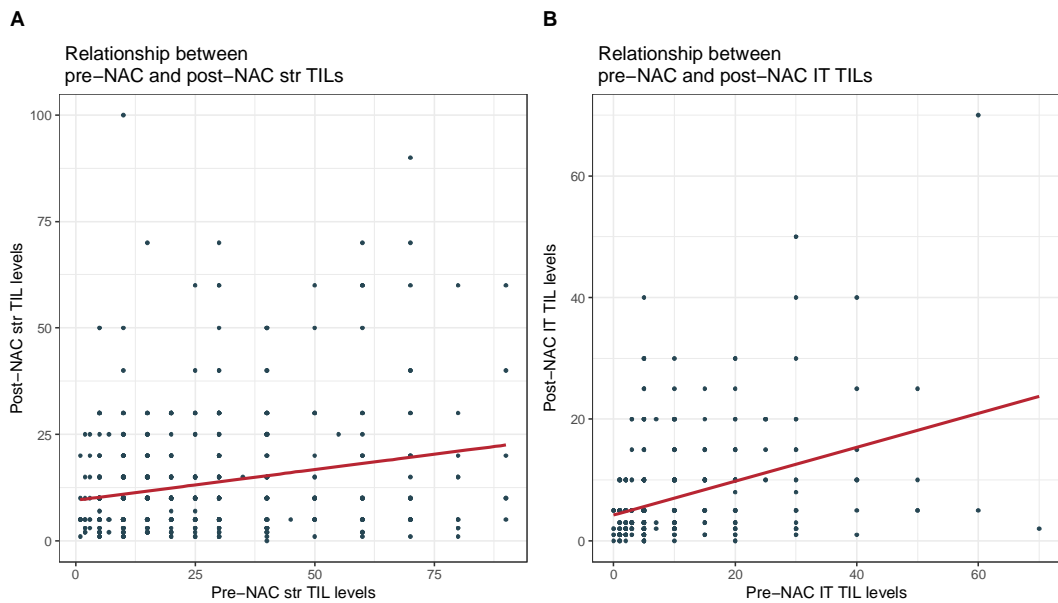 A
Relationship between
pre−NAC and post−NAC str TILs
Post−NAC str TIL levels
100
75
50
25
0
0 25 50 75
Pre−NAC str TIL levels
B
Relationship between
pre−NAC and post−NAC IT TILs
Post−NAC IT TIL levels
60
40
20
0
0 20 40 60
Pre−NAC IT TIL levels